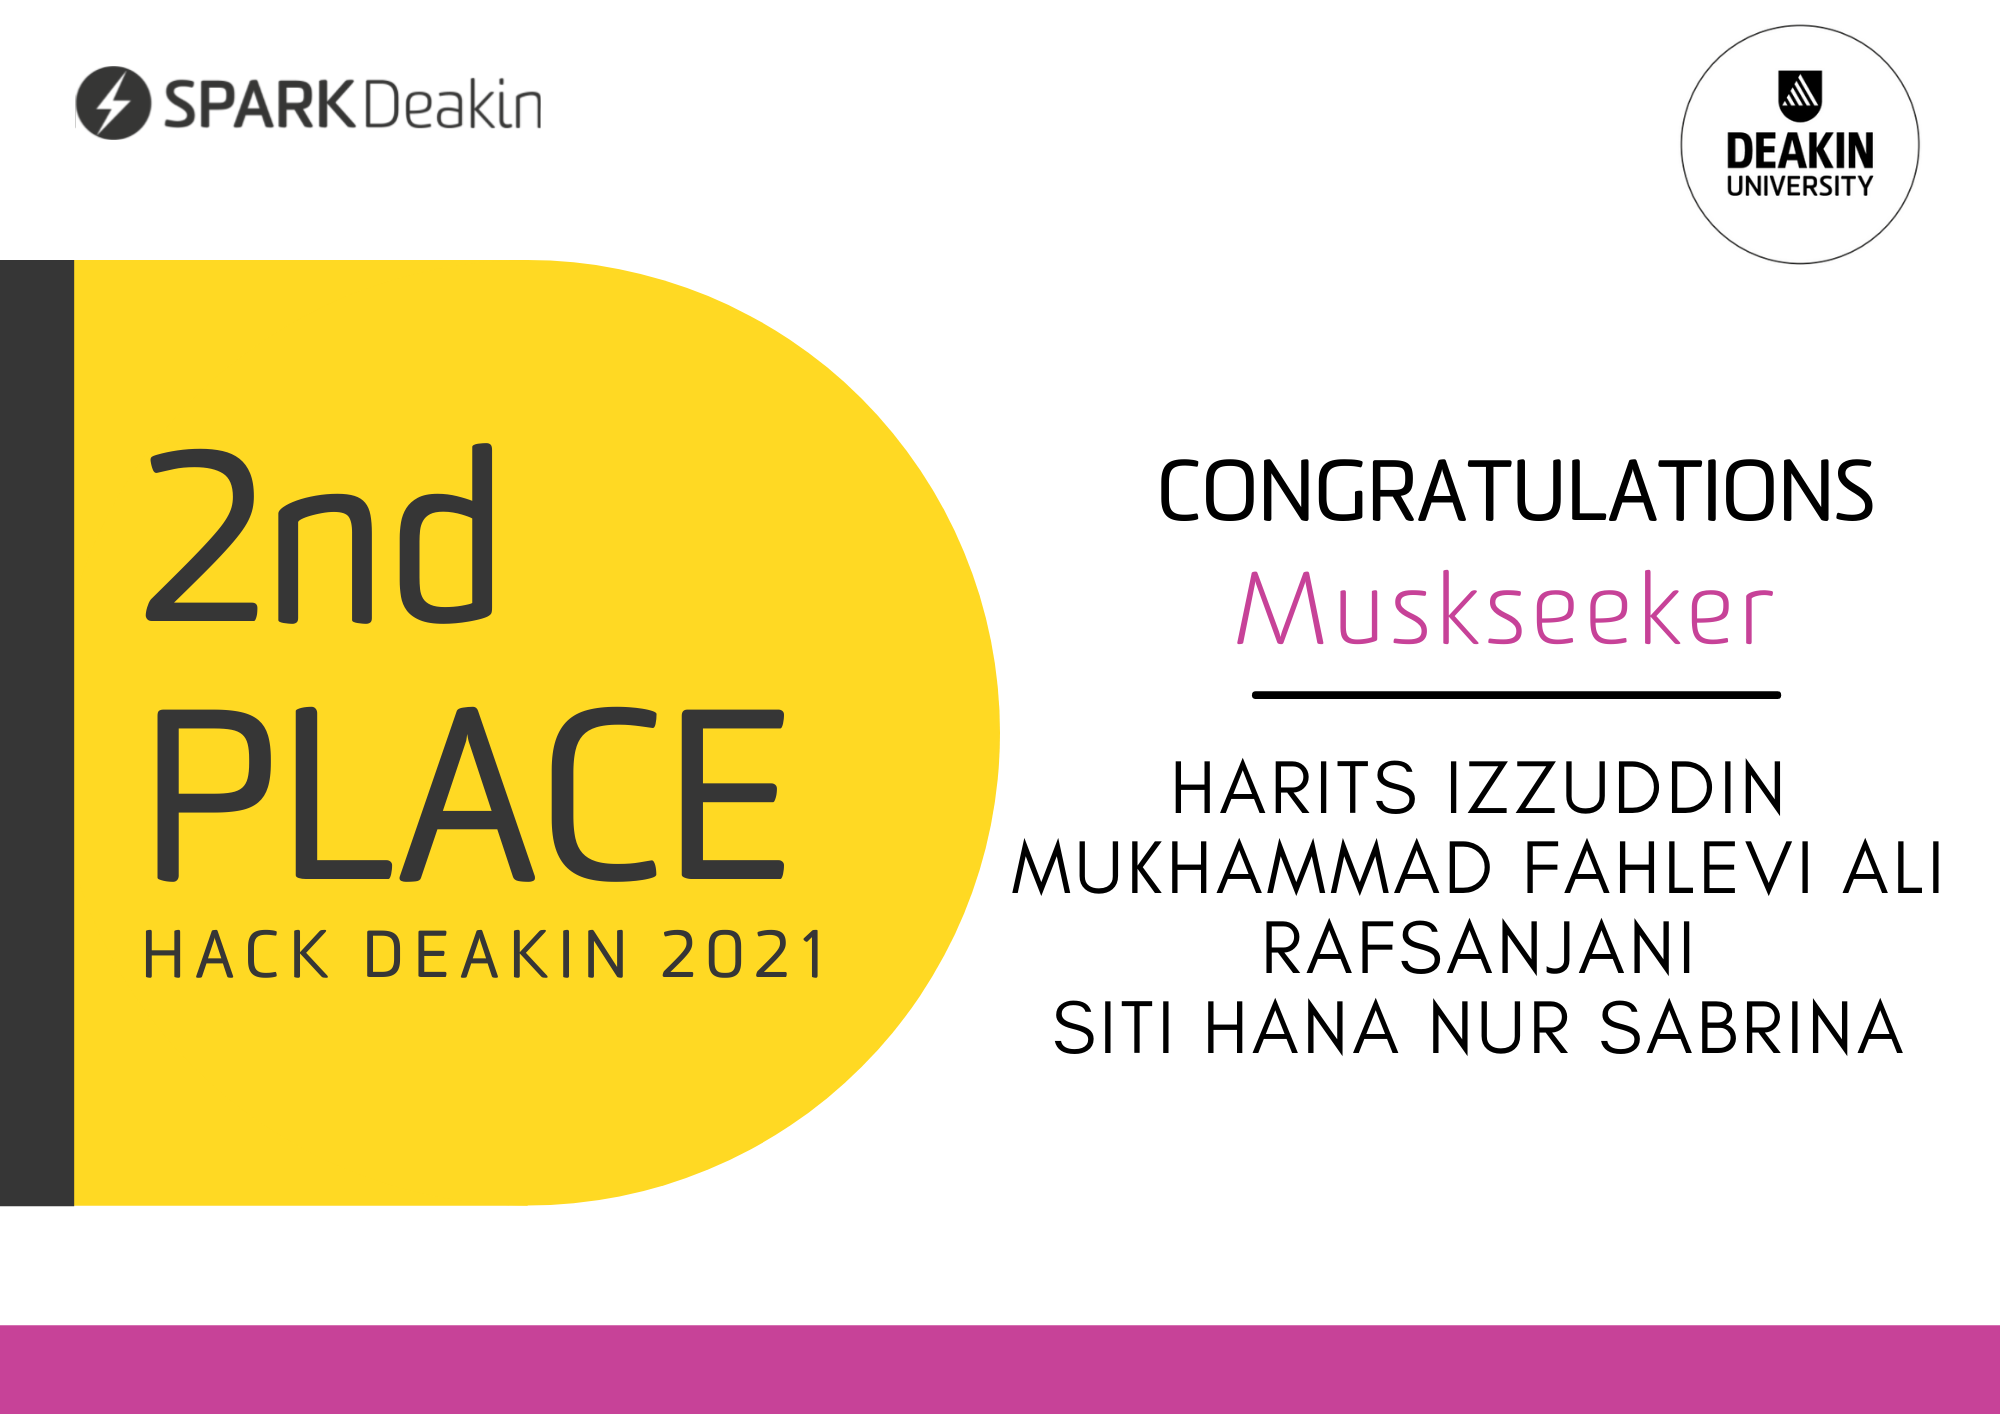 SPARK Deakin
DEAKIN
UNIVERSITY
2nd
PLACE
HACK DEAKIN 2021
CONGRATULATIONS
Muskseeker
HARITS IZZUDDIN
MUKHAMMAD FAHLEVI ALI
RAFSANJANI
SITI HANA NUR SABRINA